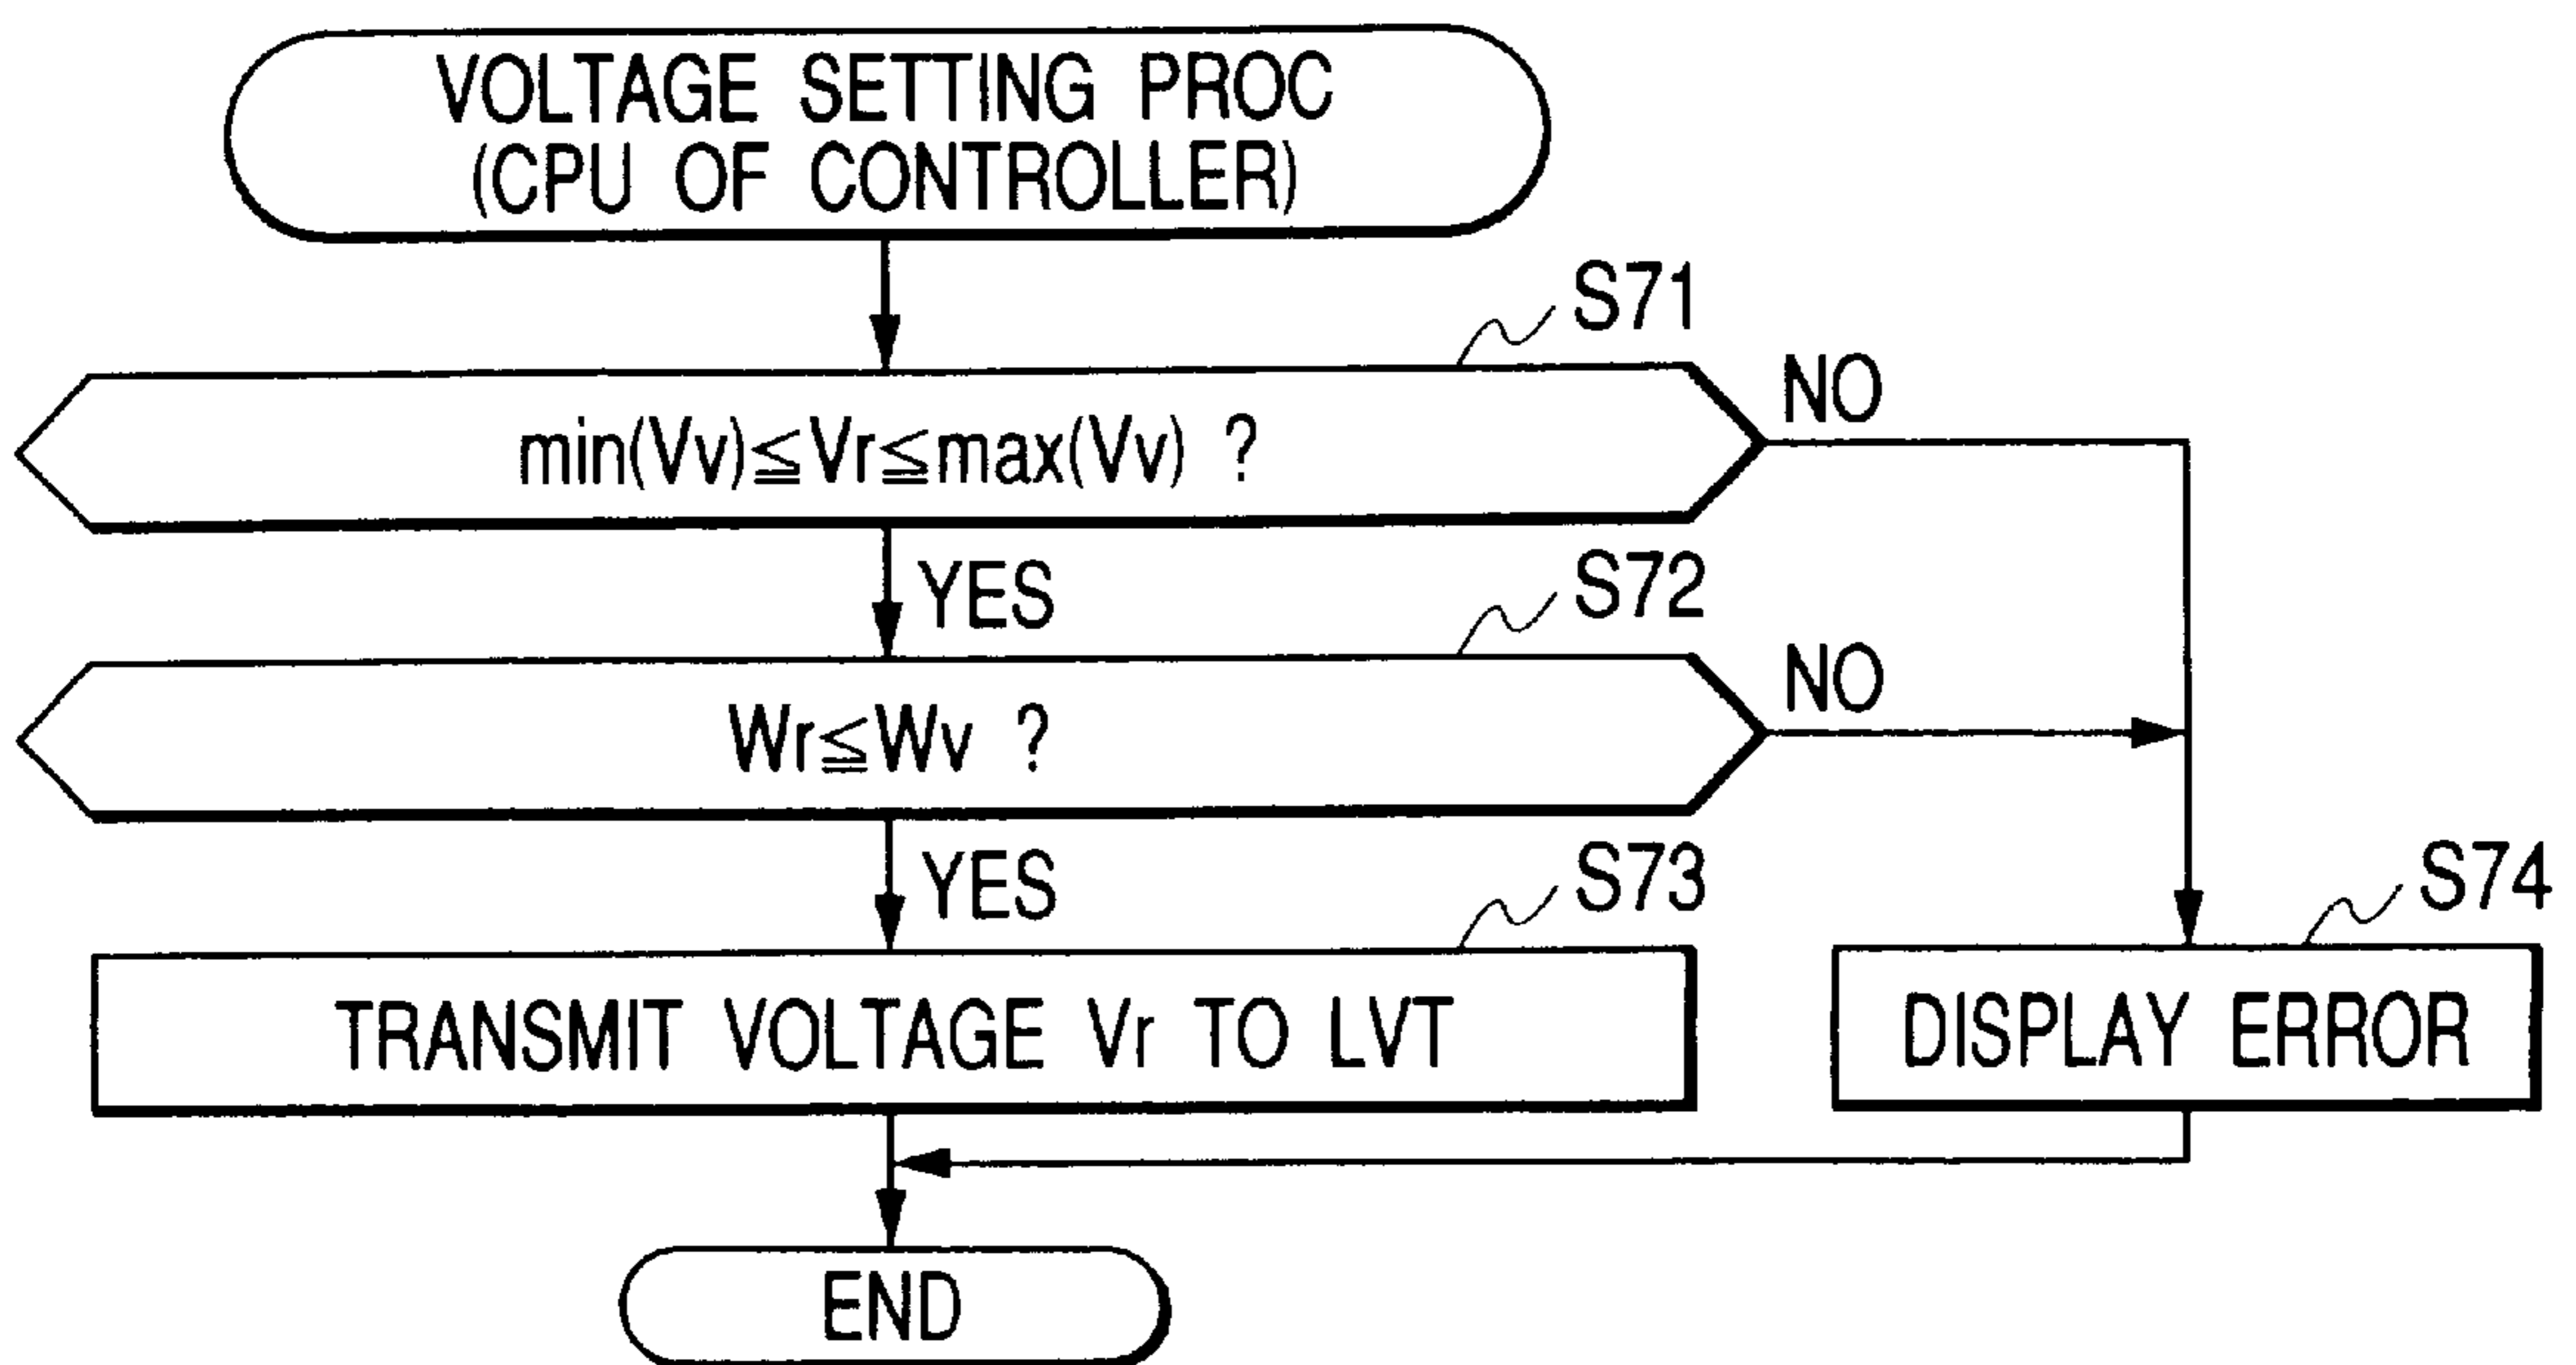 VOLTAGE SETTING PROC
(CPU OF CONTROLLER)
S71
min(Vv)≦Vr≦max(Vv) ?
NO
YES
S72
Wr≦Wv ?
NO
YES
S73
TRANSMIT VOLTAGE Vr TO LVT
S74
DISPLAY ERROR
END